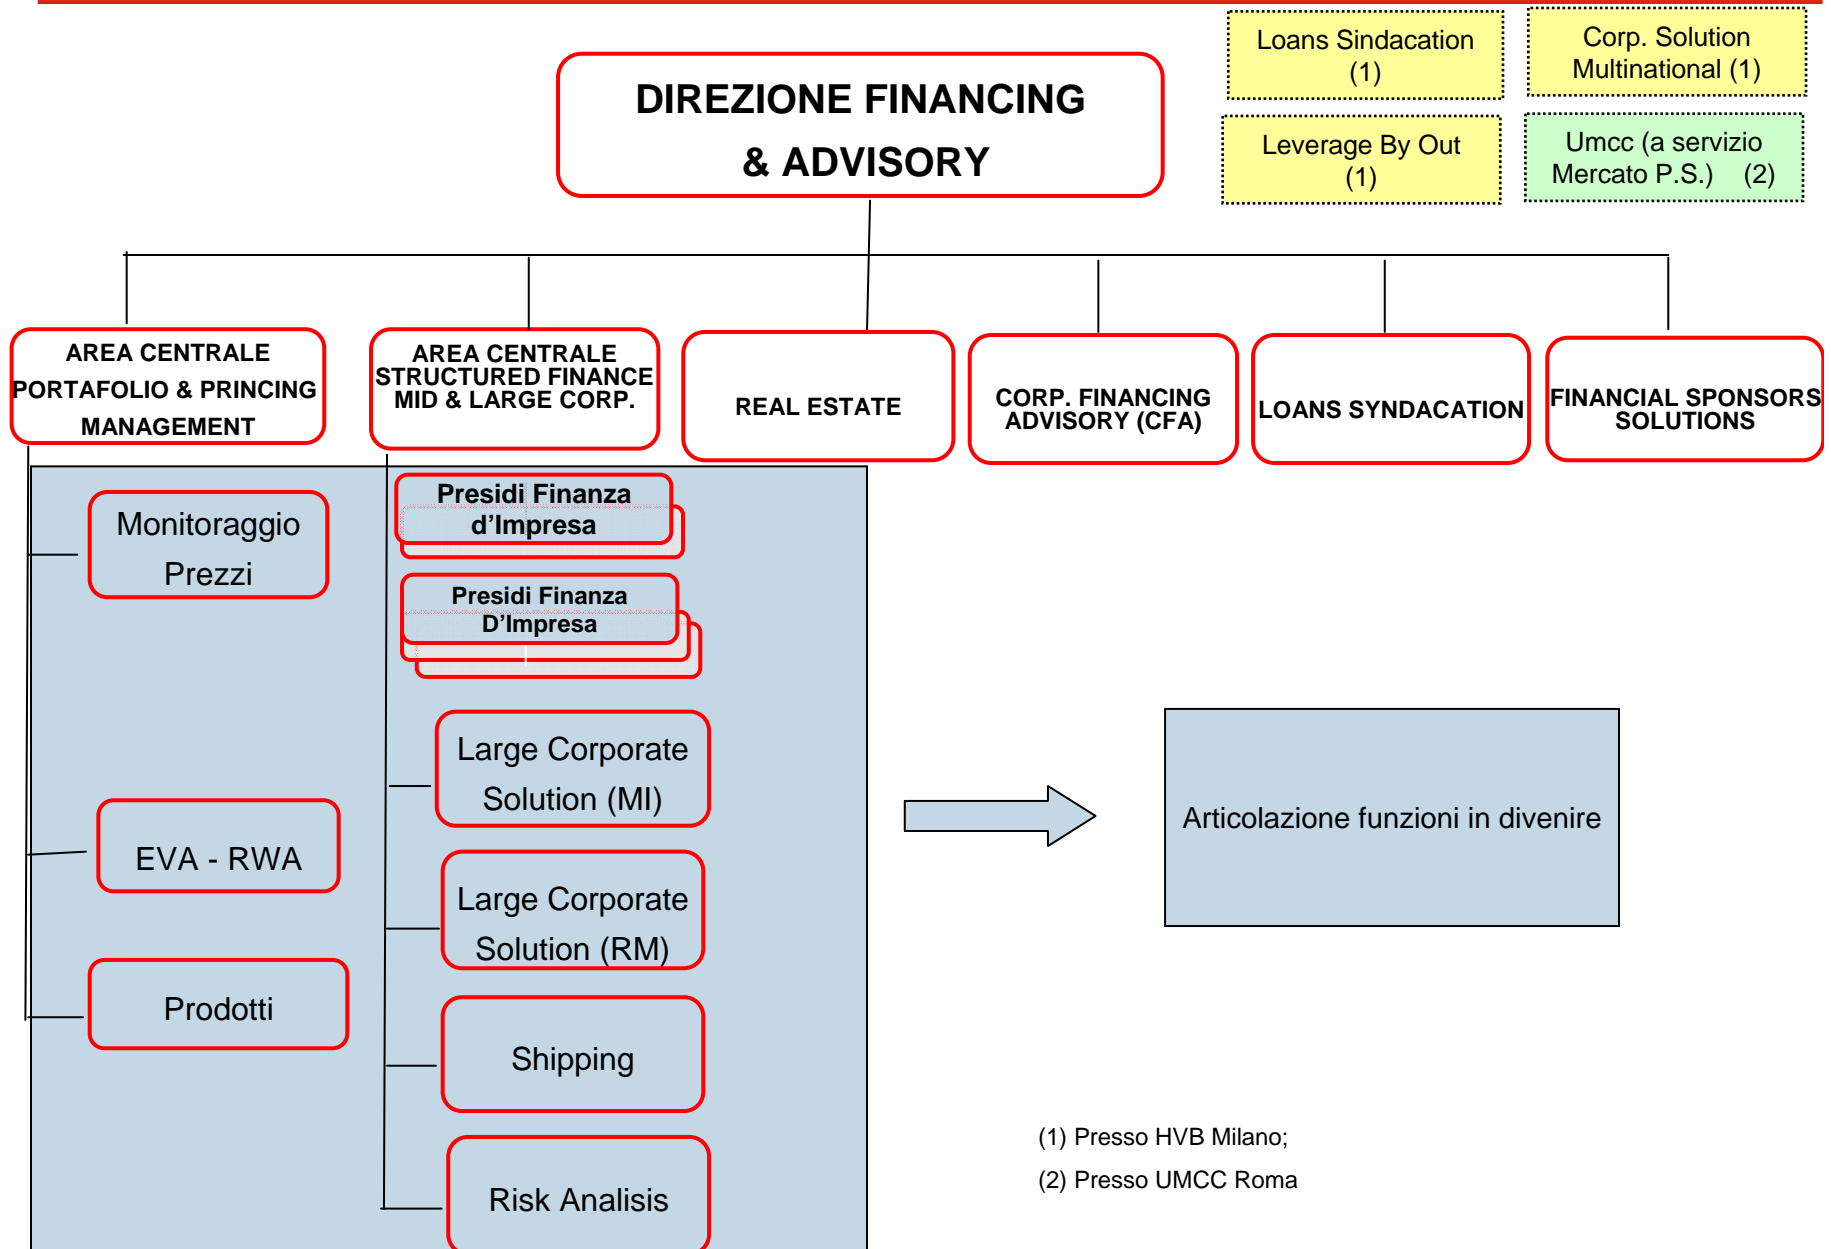 Loans Sindacation
(1)
Corp. Solution
Multinational (1)
DIREZIONE FINANCING
& ADVISORY
Leverage By Out
(1)
Umcc (a servizio
Mercato P.S.) (2)
AREA CENTRALE
PORTAFOLIO & PRINCING
MANAGEMENT
AREA CENTRALE
STRUCTURED FINANCE
MID & LARGE CORP.
REAL ESTATE
CORP. FINANCING
ADVISORY (CFA)
LOANS SYNDACATION
FINANCIAL SPONSORS
SOLUTIONS
Monitoraggio
Prezzi
EVA - RWA
Prodotti
Presidi Finanza
d’Impresa
Presidi Finanza
D’Impresa
Large Corporate
Solution (MI)
Large Corporate
Solution (RM)
Shipping
Risk Analisis
Articolazione funzioni in divenire
(1) Presso HVB Milano;
(2) Presso UMCC Roma